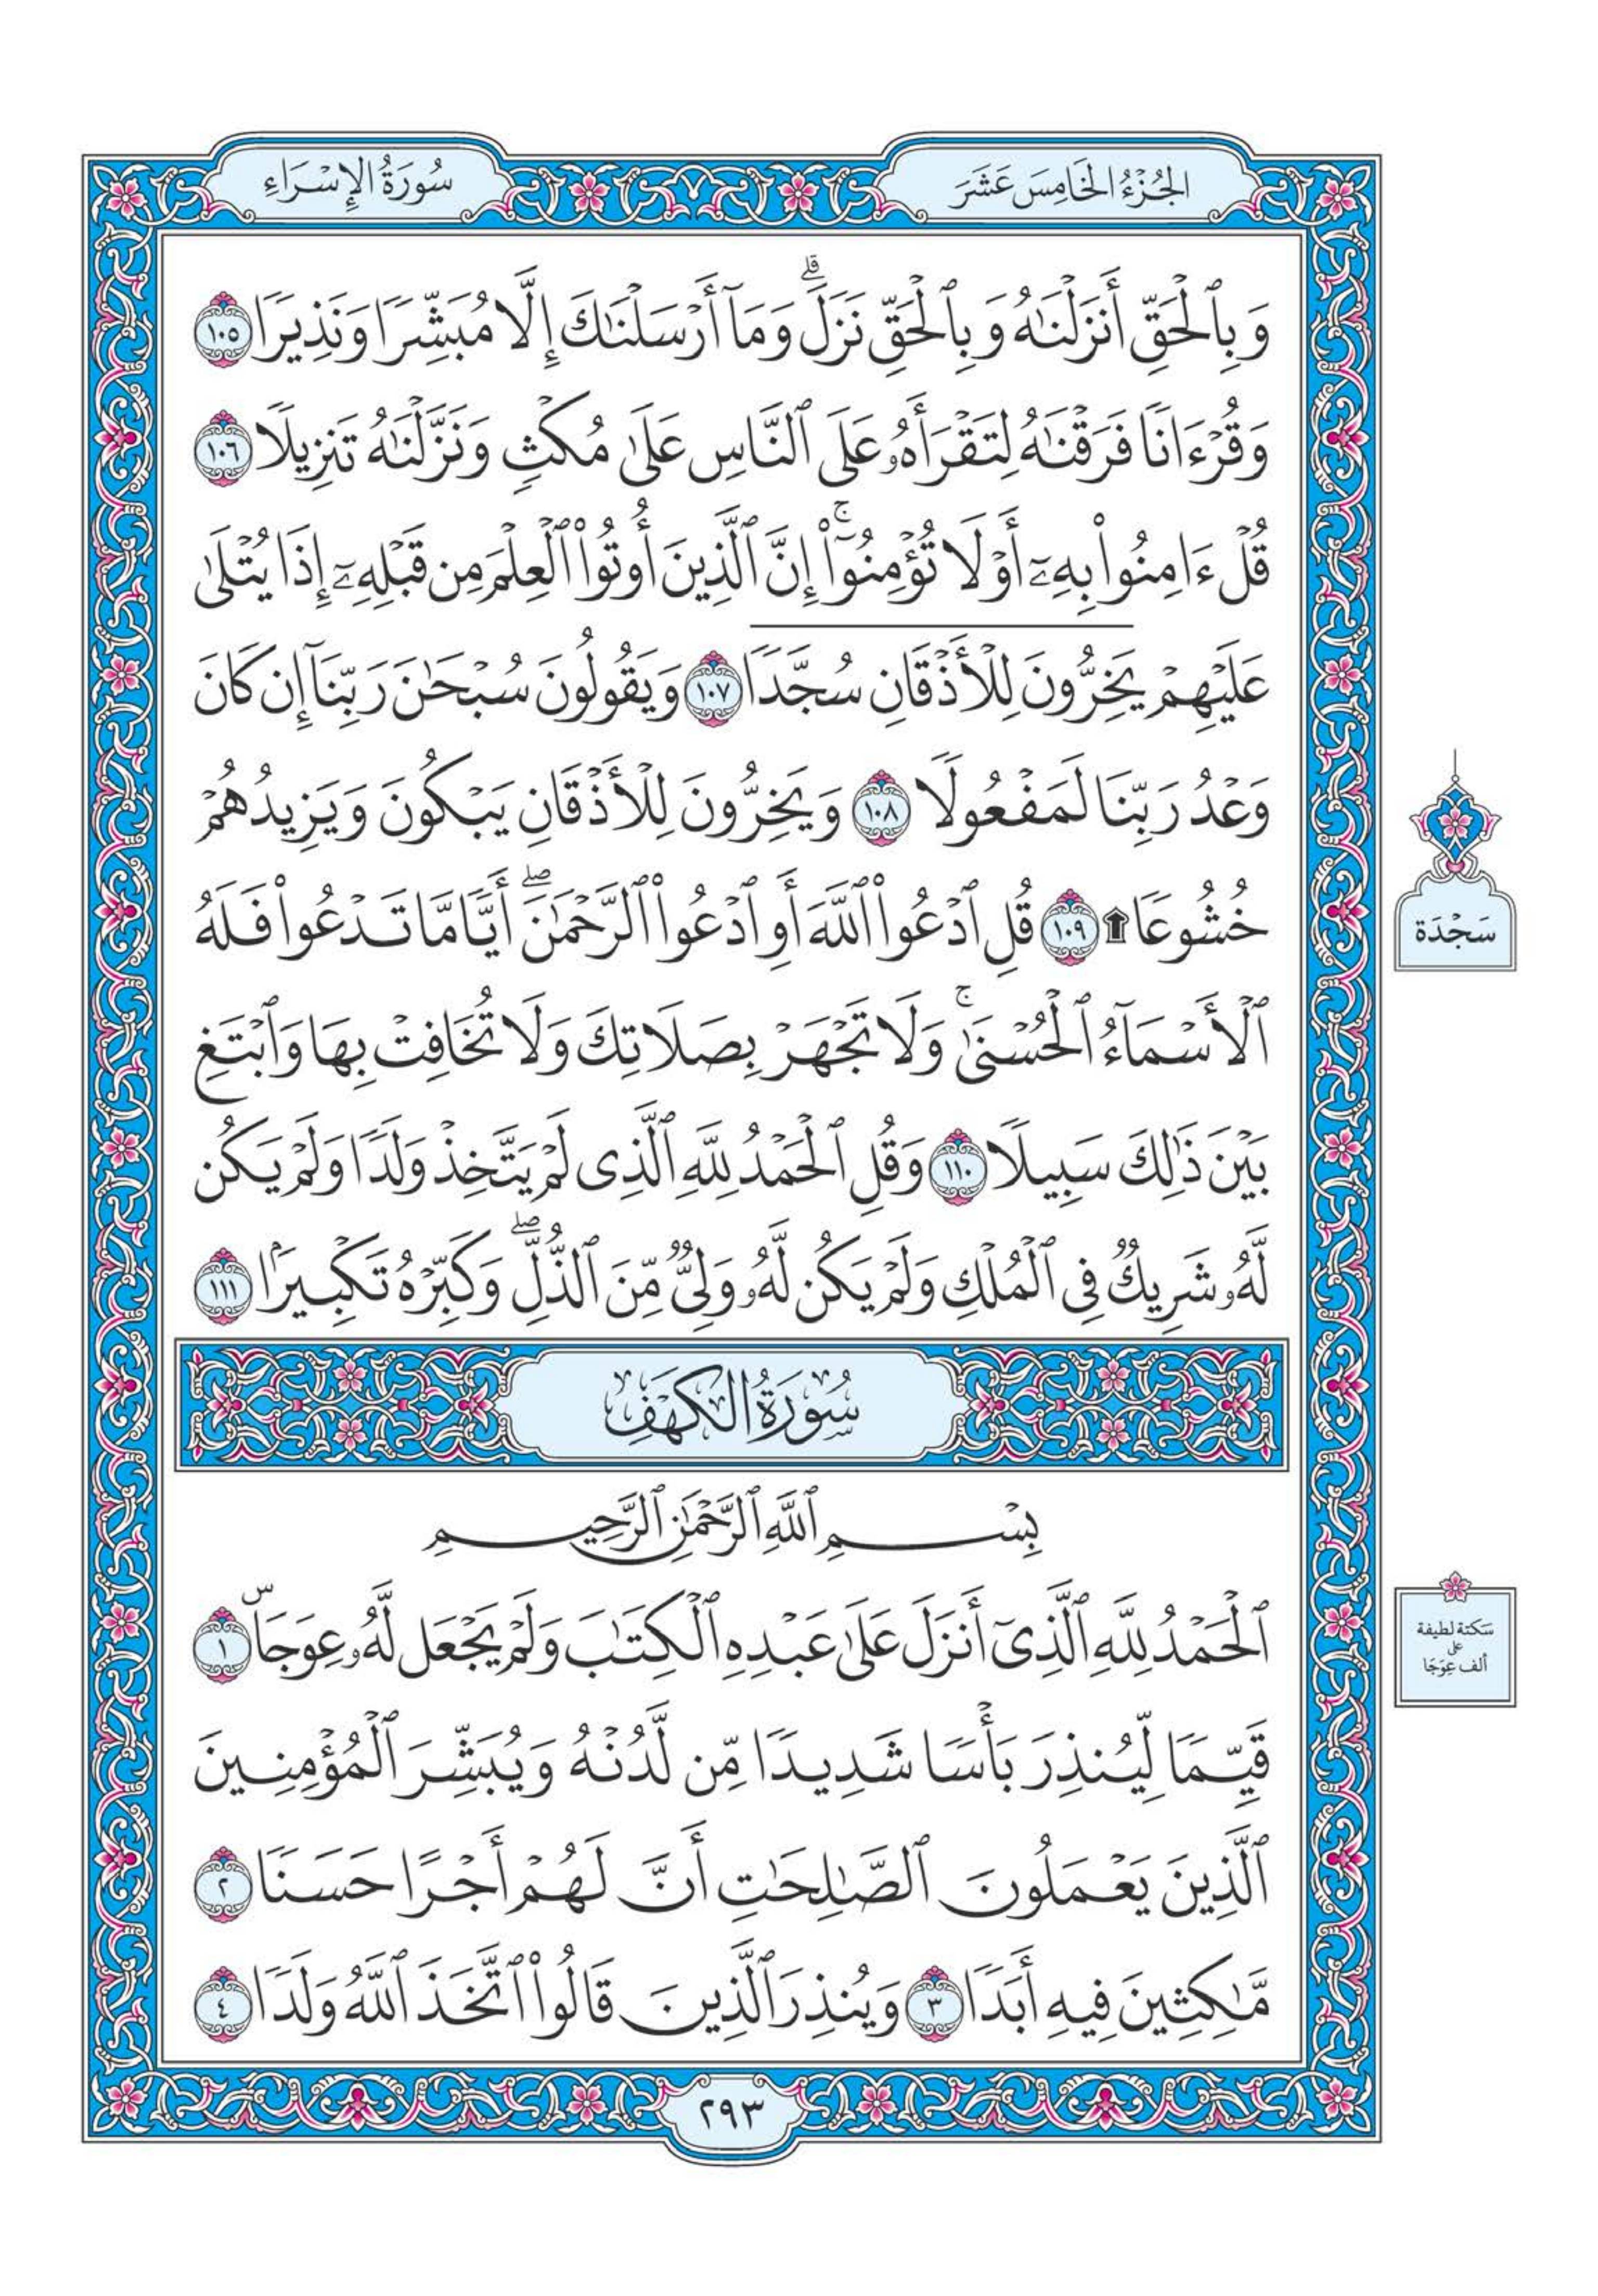 الجُزْءُ الخَامِسَ عَشَرَ
سُورَةُ الإِسْرَاءِ
وَبِٱلْحَقِّ أَنزَلْنَٰهُ وَبِٱلْحَقِّ نَزَلَۗ وَمَآ أَرْسَلْنَٰكَ إِلَّا مُبَشِّرًا وَنَذِيرًا ١٠٥
وَقُرْءَانًا فَرَقْنَٰهُ لِتَقْرَأَهُۥ عَلَى ٱلنَّاسِ عَلَىٰ مُكْثٍ وَنَزَّلْنَٰهُ تَنزِيلًا ١٠٦
قُلْ ءَامِنُوا۟ بِهِۦٓ أَوْ لَا تُؤْمِنُوٓا۟ۚ إِنَّ ٱلَّذِينَ أُوتُوا۟ ٱلْعِلْمَ مِن قَبْلِهِۦٓ إِذَا يُتْلَىٰ
عَلَيْهِمْ يَخِرُّونَ لِلْأَذْقَانِ سُجَّدًا ١٠٧ وَيَقُولُونَ سُبْحَٰنَ رَبِّنَآ إِن كَانَ
وَعْدُ رَبِّنَا لَمَفْعُولًا ١٠٨ وَيَخِرُّونَ لِلْأَذْقَانِ يَبْكُونَ وَيَزِيدُهُمْ
خُشُوعًا ١٠٩ قُلِ ٱدْعُوا۟ ٱللَّهَ أَوِ ٱدْعُوا۟ ٱلرَّحْمَٰنَۖ أَيًّا مَّا تَدْعُوا۟ فَلَهُ
ٱلْأَسْمَآءُ ٱلْحُسْنَىٰۚ وَلَا تَجْهَرْ بِصَلَاتِكَ وَلَا تُخَافِتْ بِهَا وَٱبْتَغِ
بَيْنَ ذَٰلِكَ سَبِيلًا ١١٠ وَقُلِ ٱلْحَمْدُ لِلَّهِ ٱلَّذِى لَمْ يَتَّخِذْ وَلَدًا وَلَمْ يَكُن
لَّهُۥ شَرِيكٌ فِى ٱلْمُلْكِ وَلَمْ يَكُن لَّهُۥ وَلِىٌّ مِّنَ ٱلذُّلِّۖ وَكَبِّرْهُ تَكْبِيرًۢا ١١١
سُورَةُ الكَهْفِ
بِسْمِ ٱللَّهِ ٱلرَّحْمَٰنِ ٱلرَّحِيمِ
ٱلْحَمْدُ لِلَّهِ ٱلَّذِىٓ أَنزَلَ عَلَىٰ عَبْدِهِ ٱلْكِتَٰبَ وَلَمْ يَجْعَل لَّهُۥ عِوَجَاۜ ١
قَيِّمًا لِّيُنذِرَ بَأْسًا شَدِيدًا مِّن لَّدُنْهُ وَيُبَشِّرَ ٱلْمُؤْمِنِينَ
ٱلَّذِينَ يَعْمَلُونَ ٱلصَّٰلِحَٰتِ أَنَّ لَهُمْ أَجْرًا حَسَنًا ٢
مَّٰكِثِينَ فِيهِ أَبَدًا ٣ وَيُنذِرَ ٱلَّذِينَ قَالُوا۟ ٱتَّخَذَ ٱللَّهُ وَلَدًا ٤
٢٩٣
سَجْدَة
سَكتة لطيفة
على
ألف عِوَجَا